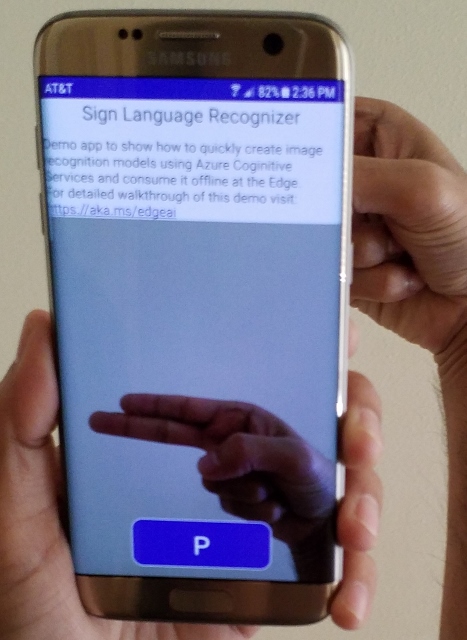 SAMSUNG
AT&T 82% 2:36 PM
Sign Language Recognizer
Demo app to show how to quickly create image
recognition models using Azure Coginitive
Services and consume it offline at the Edge.
For detailed walkthrough of this demo visit:
https://aka.ms/edgeai
P